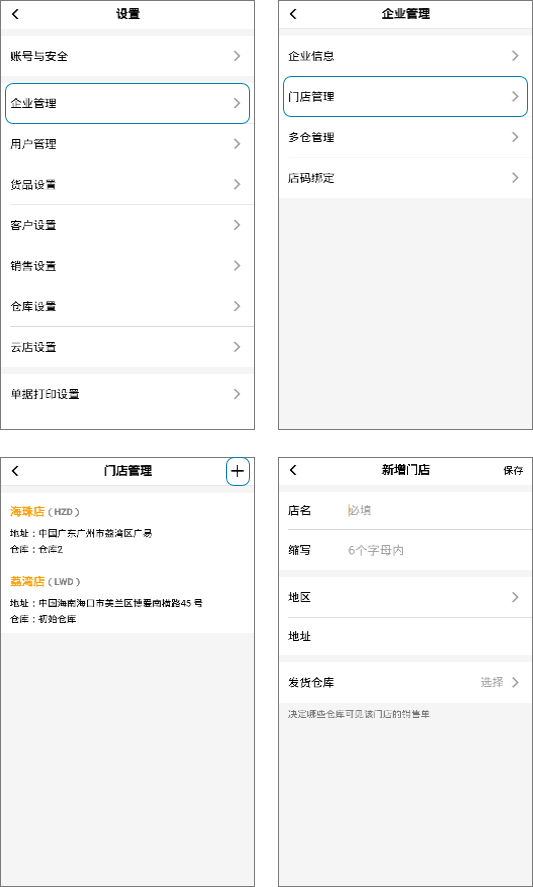 设置
账号与安全
企业管理
用户管理
货品设置
客户设置
销售设置
仓库设置
云店设置
单据打印设置
企业管理
企业信息
门店管理
多仓管理
店码绑定
门店管理
海珠店(HZD)
地址:中国广东广州市荔湾区广易
仓库:仓库2
荔湾店(LWD)
地址:中国海南海口市美兰区博爱南横路45 号
仓库:初始仓库
新增门店 保存
店名 必填
缩写 6个字母内
地区
地址
发货仓库 选择
决定哪些仓库可见该门店的销售单